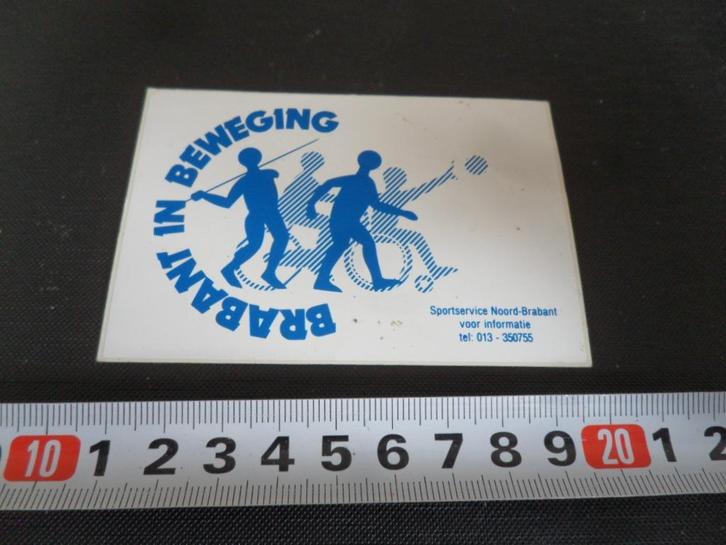 BRABANT IN BEWEGING
Sportservice Noord-Brabant
voor informatie
tel: 013 - 350755
10 1 2 3 4 5 6 7 8 9 20 1 2